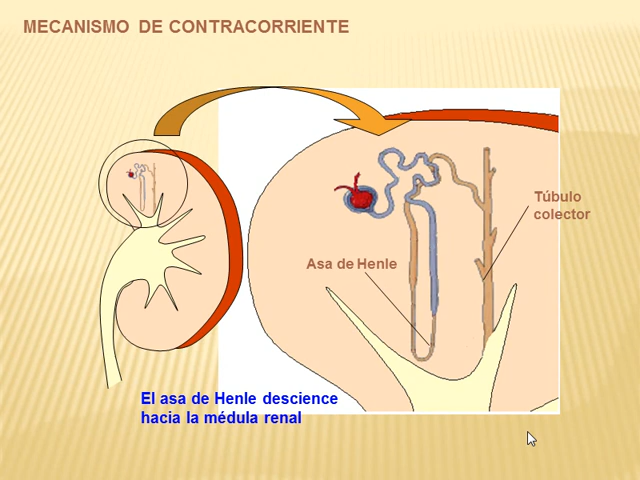 MECANISMO DE CONTRACORRIENTE
Túbulo
colector
Asa de Henle
El asa de Henle descience
hacia la médula renal